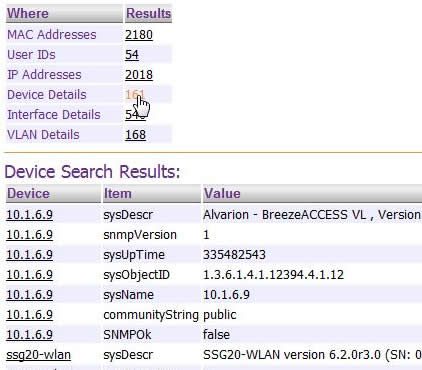 Where Results
MAC Addresses 2180
User IDs 54
IP Addresses 2018
Device Details 161
Interface Details
VLAN Details 168
Device Search Results:
Device Item Value
10.1.6.9 sysDescr Alvarion - BreezeACCESS VL , Version
10.1.6.9 snmpVersion 1
10.1.6.9 sysUpTime 335482543
10.1.6.9 sysObjectID 1.3.6.1.4.1.12394.4.1.12
10.1.6.9 sysName 10.1.6.9
10.1.6.9 communityString public
10.1.6.9 SNMPOk false
ssg20-wlan sysDescr SSG20-WLAN version 6.2.0r3.0 (SN: 0